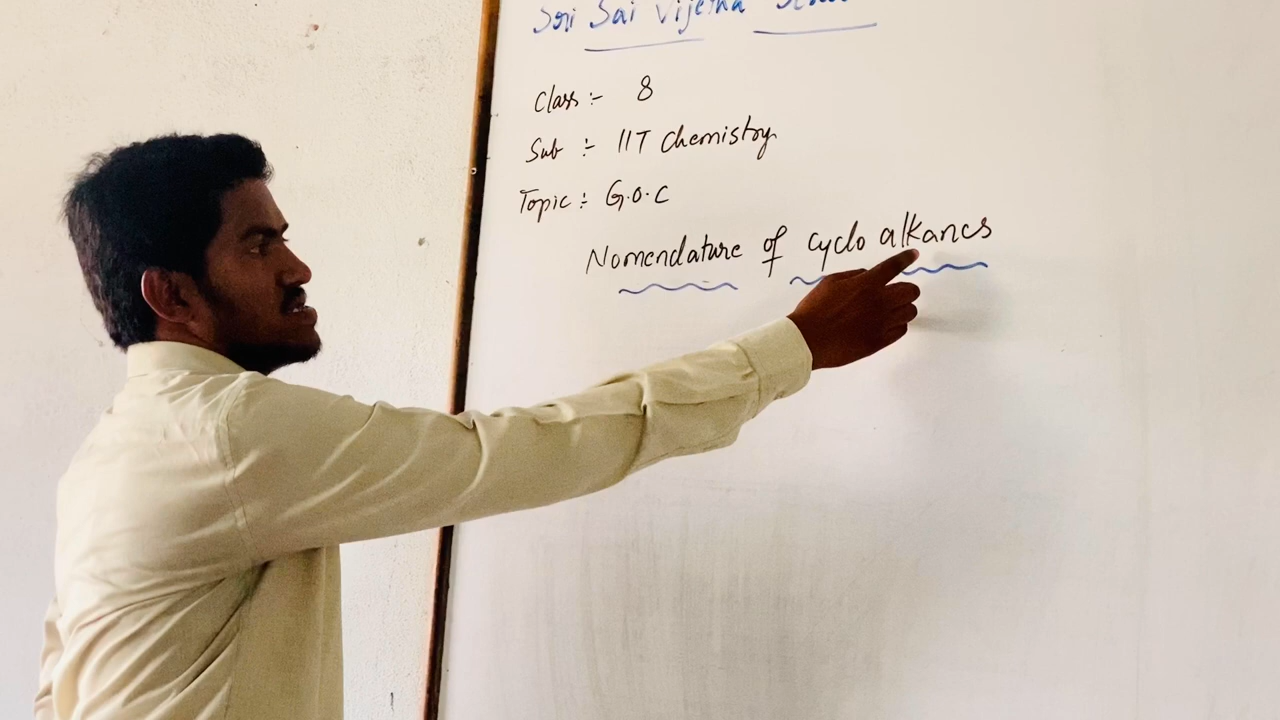 Sri Sai Vijetha
Class :- 8
Sub :- IIT Chemistry
Topic :- G.O.C
Nomenclature of cyclo alkanes